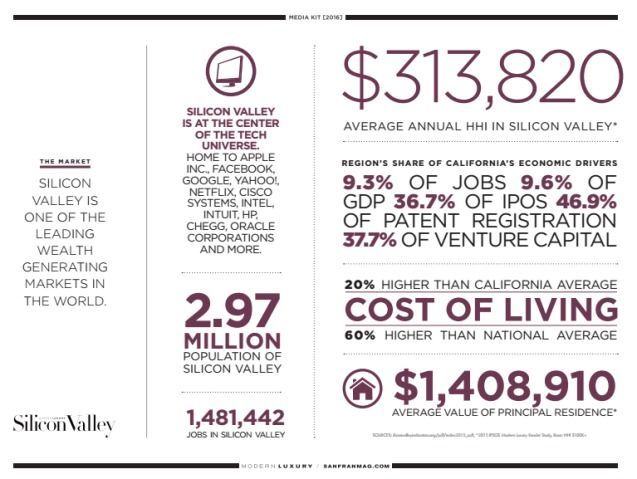 MEDIA KIT [2016]
THE MARKET
SILICON
VALLEY IS
ONE OF THE
LEADING
WEALTH
GENERATING
MARKETS IN
THE WORLD.
SiliconValley
SILICON VALLEY
IS AT THE CENTER
OF THE TECH
UNIVERSE.
HOME TO APPLE
INC., FACEBOOK,
GOOGLE, YAHOO!,
NETFLIX, CISCO
SYSTEMS, INTEL,
INTUIT, HP,
CHEGG, ORACLE
CORPORATIONS
AND MORE.
2.97
MILLION
POPULATION OF
SILICON VALLEY
1,481,442
JOBS IN SILICON VALLEY
$313,820
AVERAGE ANNUAL HHI IN SILICON VALLEY*
REGION'S SHARE OF CALIFORNIA'S ECONOMIC DRIVERS
9.3% OF JOBS 9.6% OF
GDP 36.7% OF IPOS 46.9%
OF PATENT REGISTRATION
37.7% OF VENTURE CAPITAL
20% HIGHER THAN CALIFORNIA AVERAGE
COST OF LIVING
60% HIGHER THAN NATIONAL AVERAGE
$1,408,910
AVERAGE VALUE OF PRINCIPAL RESIDENCE*
SOURCES:
MODERN LUXURY / SANFRANMAG.COM